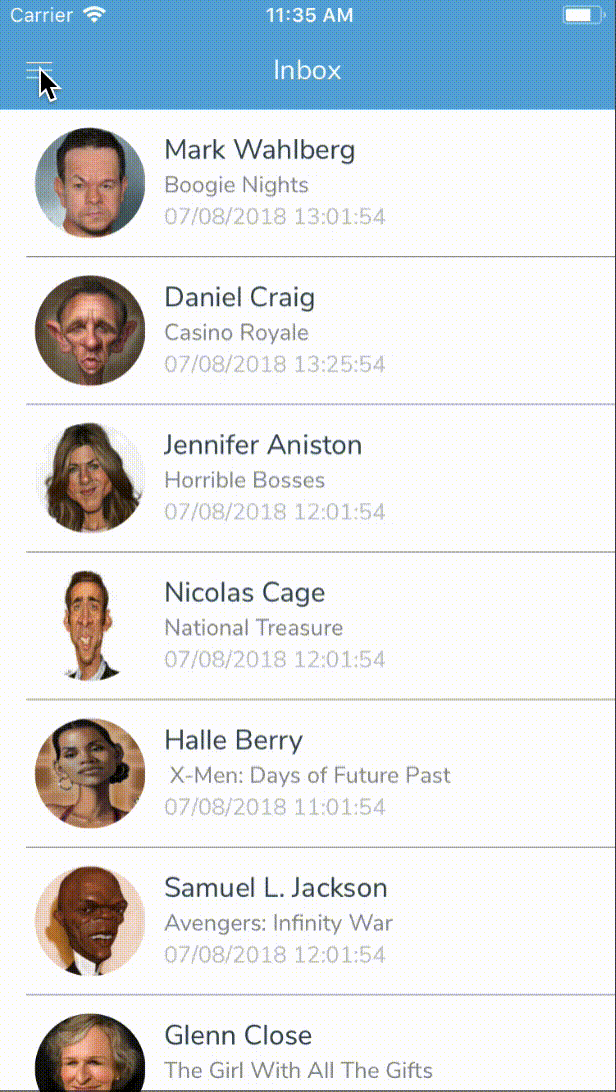 Carrier 11:35 AM
Inbox
Mark Wahlberg
Boogie Nights
07/08/2018 13:01:54
Daniel Craig
Casino Royale
07/08/2018 13:25:54
Jennifer Aniston
Horrible Bosses
07/08/2018 12:01:54
Nicolas Cage
National Treasure
07/08/2018 12:01:54
Halle Berry
X-Men: Days of Future Past
07/08/2018 11:01:54
Samuel L. Jackson
Avengers: Infinity War
07/08/2018 12:01:54
Glenn Close
The Girl With All The Gifts